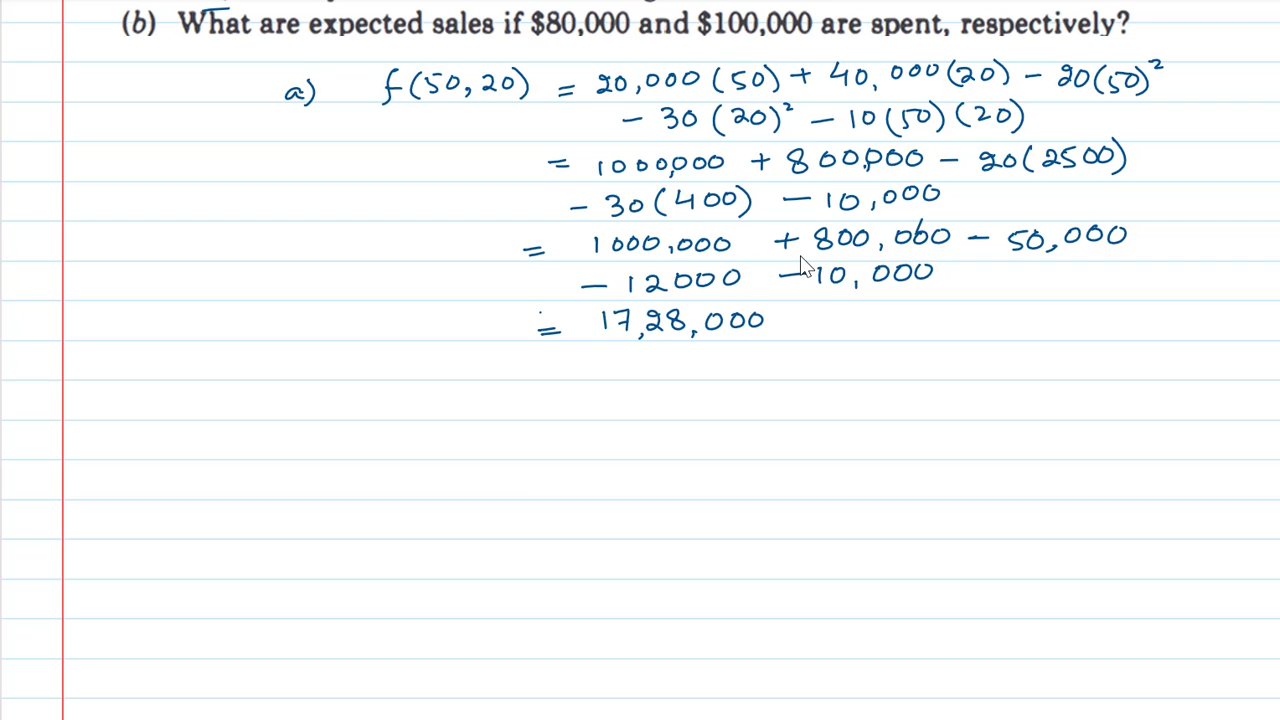 (b) What are expected sales if $80,000 and $100,000 are spent, respectively?
a) f(50,20) = 20,000(50) + 40,000(20) - 20(50)²
- 30(20)² - 10(50)(20)
= 1000,000 + 800,000 - 20(2500)
- 30(400) - 10,000
= 1000,000 + 800,000 - 50,000
- 12000 - 10,000
= 17,28,000